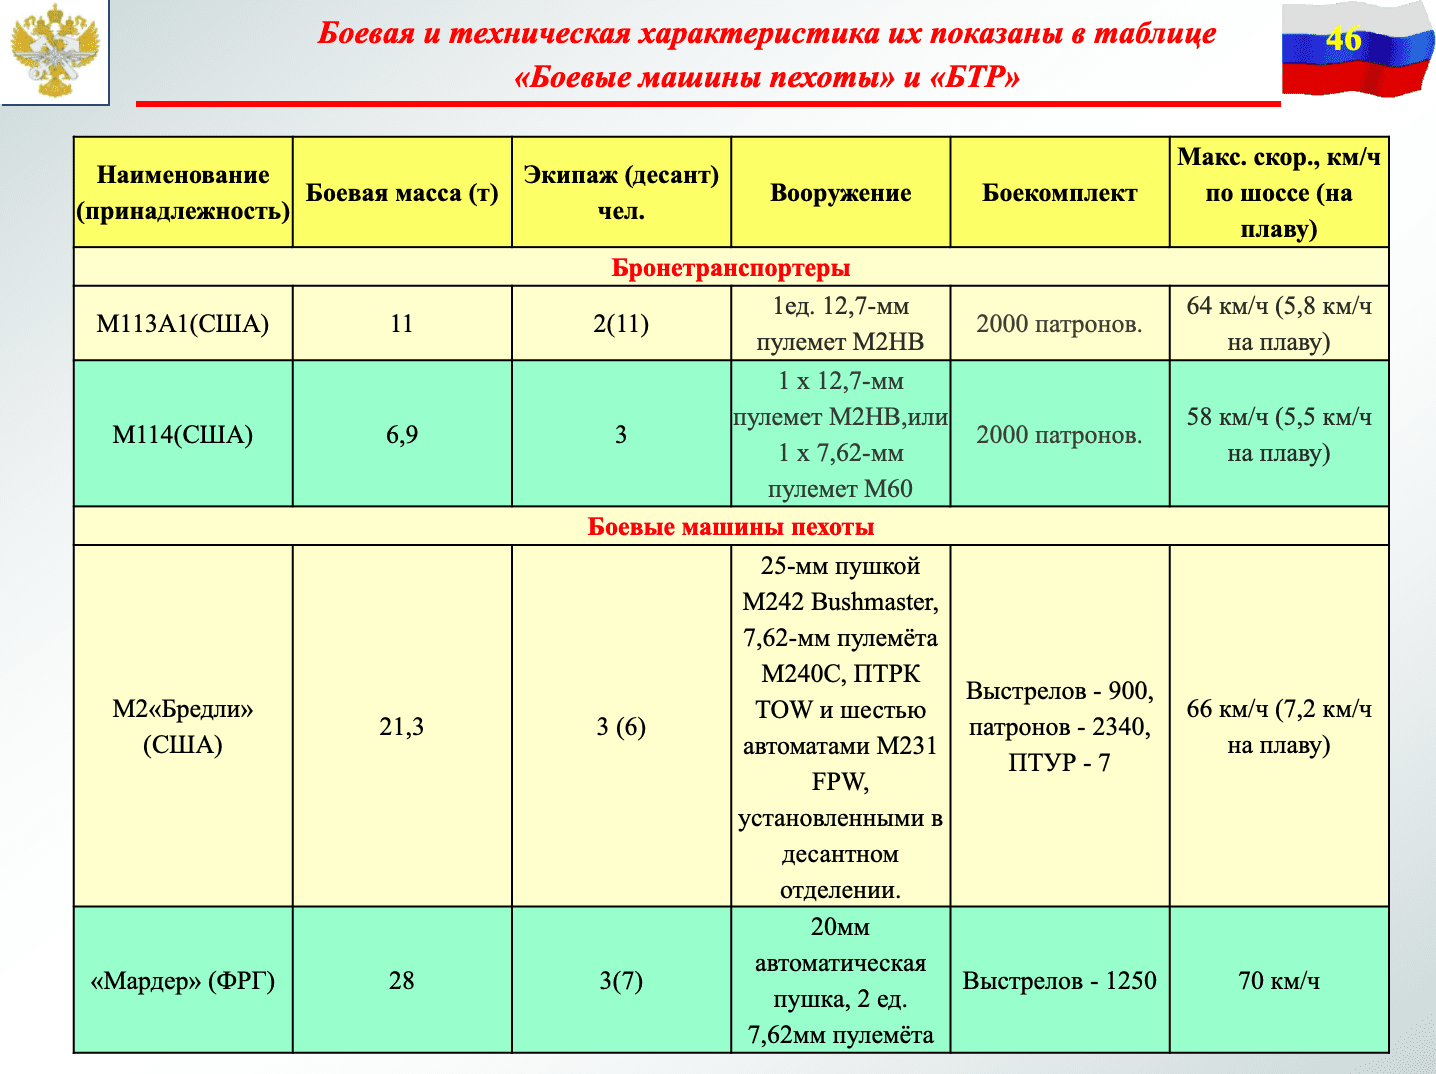 Боевая и техническая характеристика их показаны в таблице
«Боевые машины пехоты» и «БТР»
46
Наименование
(принадлежность)
Боевая масса (т)
Экипаж (десант)
чел.
Вооружение
Боекомплект
Макс. скор., км/ч
по шоссе (на
плаву)
Бронетранспортеры
М113А1(США)
11
2(11)
1ед. 12,7-мм
пулемет М2НВ
2000 патронов.
64 км/ч (5,8 км/ч
на плаву)
М114(США)
6,9
3
1 х 12,7-мм
пулемет М2НВ,или
1 х 7,62-мм
пулемет М60
2000 патронов.
58 км/ч (5,5 км/ч
на плаву)
Боевые машины пехоты
М2«Бредли»
(США)
21,3
3 (6)
25-мм пушкой
М242 Bushmaster,
7,62-мм пулемёта
М240С, ПТРК
TOW и шестью
автоматами М231
FPW,
установленными в
десантном
отделении.
Выстрелов - 900,
патронов - 2340,
ПТУР - 7
66 км/ч (7,2 км/ч
на плаву)
«Мардер» (ФРГ)
28
3(7)
20мм
автоматическая
пушка, 2 ед.
7,62мм пулемёта
Выстрелов - 1250
70 км/ч